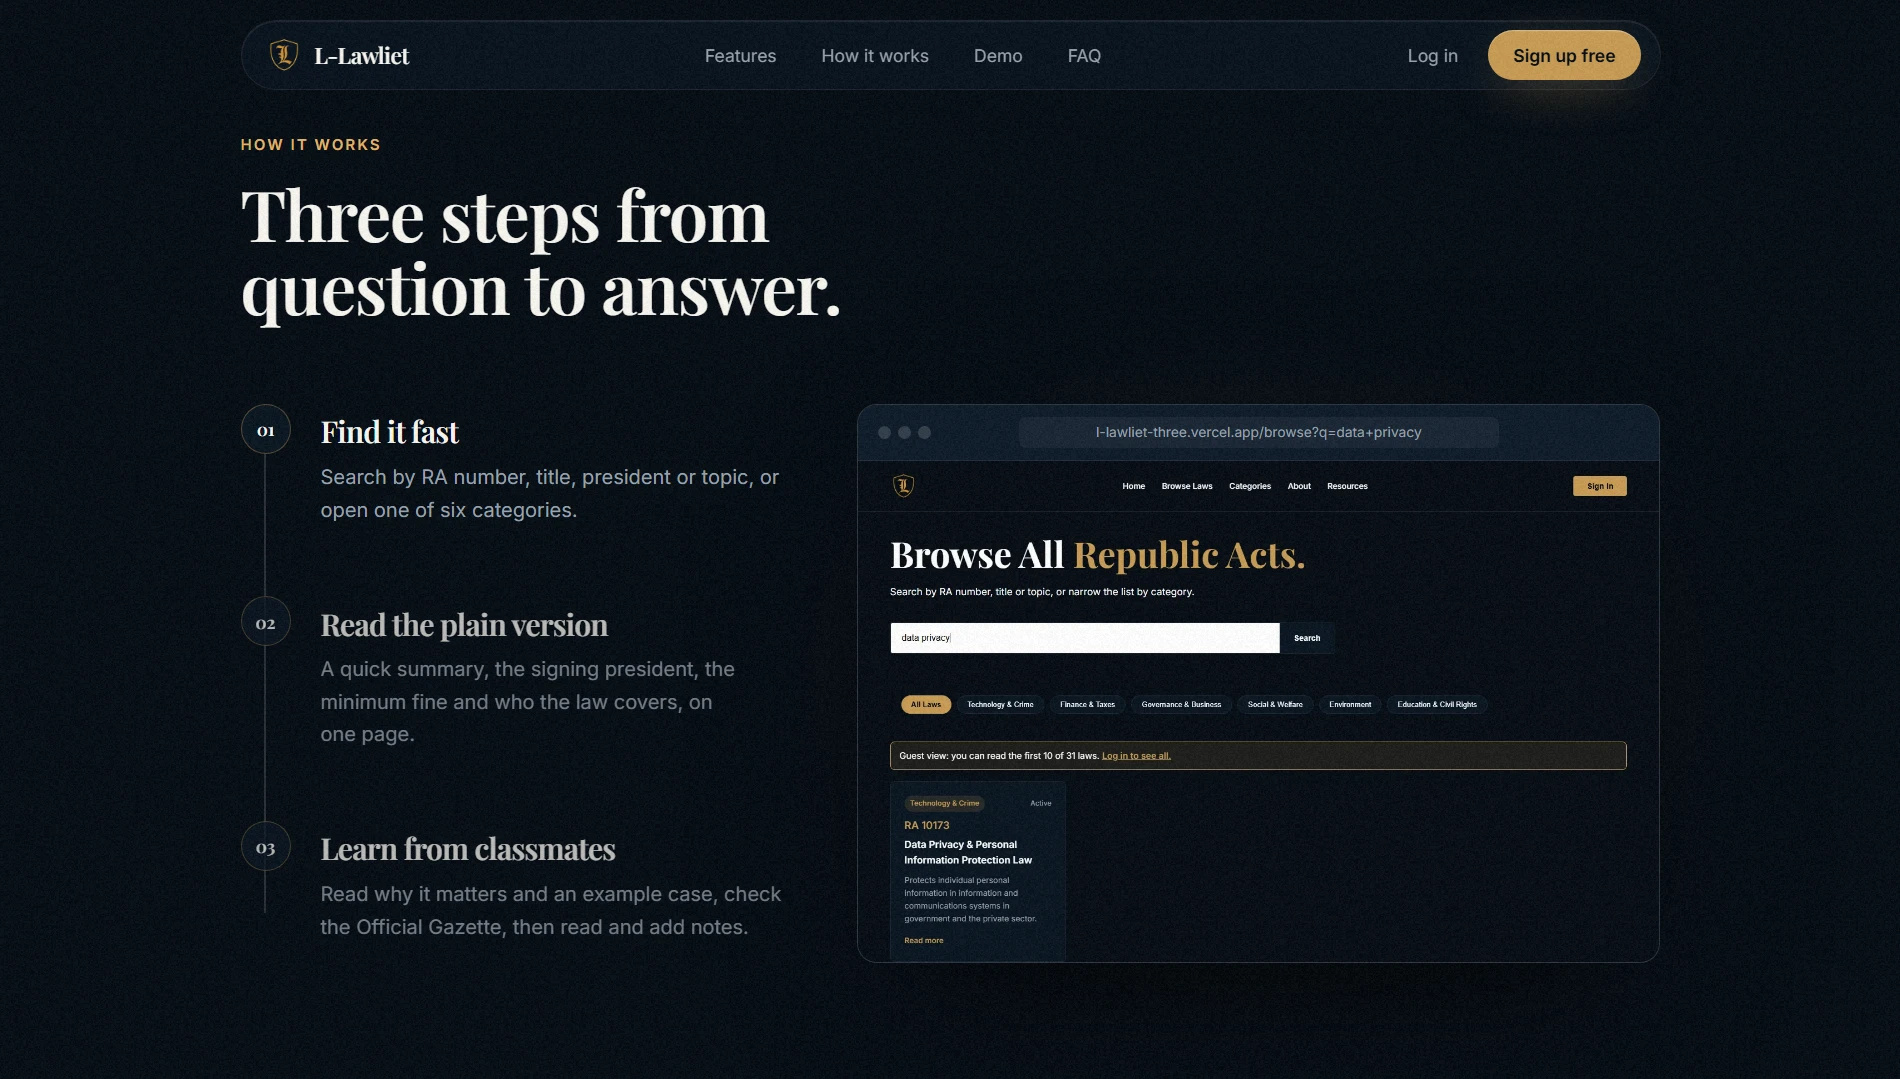 L-Lawliet
Features
How it works
Demo
FAQ
Log in
Sign up free
HOW IT WORKS
Three steps from
question to answer.
01
Find it fast
Search by RA number, title, president or topic, or
open one of six categories.
02
Read the plain version
A quick summary, the signing president, the
minimum fine and who the law covers, on
one page.
03
Learn from classmates
Read why it matters and an example case, check
the Official Gazette, then read and add notes.
l-lawliet-three.vercel.app/browse?q=data+privacy
L
Home
Browse Laws
Categories
About
Resources
Sign In
Browse All Republic Acts.
Search by RA number, title or topic, or narrow the list by category.
data privacy
Search
All Laws
Technology & Crime
Finance & Taxes
Governance & Business
Social & Welfare
Environment
Education & Civil Rights
Guest view: you can read the first 10 of 31 laws. Log in to see all.
Technology & Crime
Active
RA 10173
Data Privacy & Personal
Information Protection Law
Protects individual personal
information in information and
communications systems in
government and the private sector.
Read more